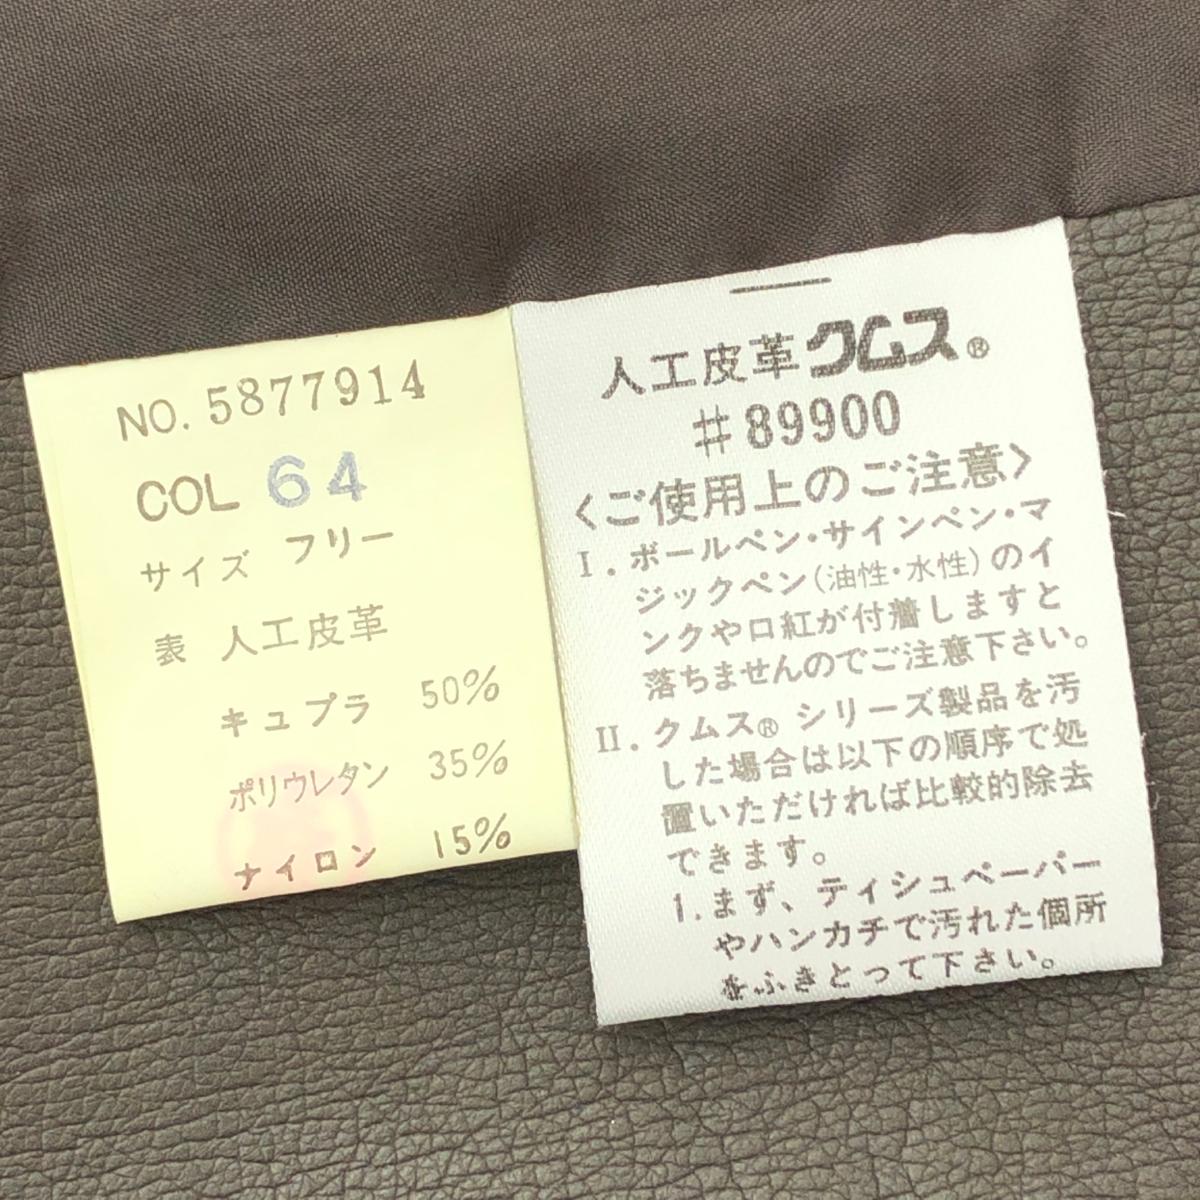 NO. 5877914
COL 64
サイズ フリー
表 人工皮革
キュプラ 50%
ポリウレタン 35%
ナイロン 15%
人工皮革クムス®
#89900
〈ご使用上のご注意〉
I. ボールペン・サインペン・マ
ジックペン(油性・水性)のイ
ンクや口紅が付着しますと
落ちませんのでご注意下さい。
II. クムス® シリーズ製品を汚
した場合は以下の順序で処
置いただければ比較的除去
できます。
1. まず、ティシュペーパー
やハンカチで汚れた個所
をふきとって下さい。